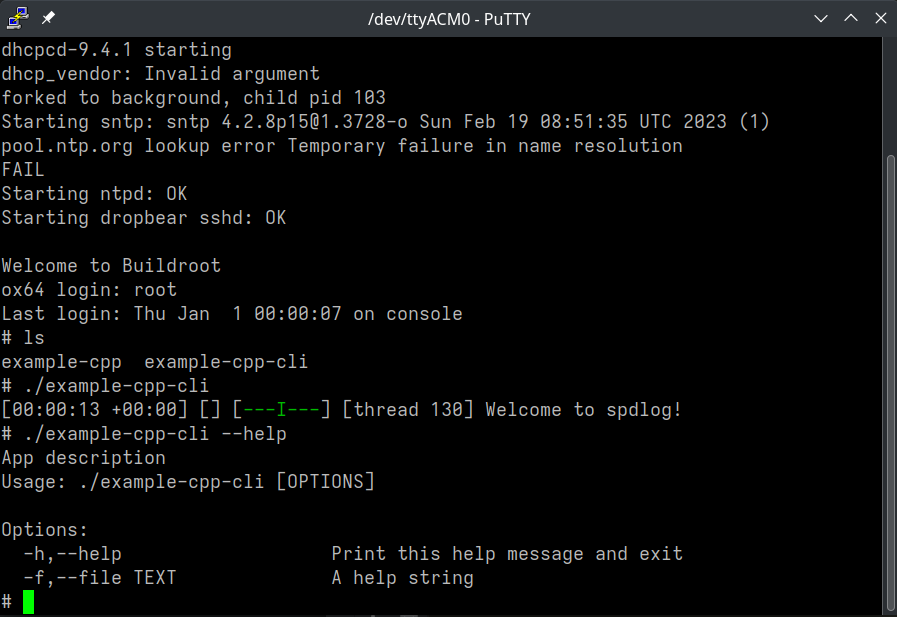 /dev/ttyACM0 - PuTTY
dhcpcd-9.4.1 starting
dhcp_vendor: Invalid argument
forked to background, child pid 103
Starting sntp: sntp 4.2.8p15@1.3728-o Sun Feb 19 08:51:35 UTC 2023 (1)
pool.ntp.org lookup error Temporary failure in name resolution
FAIL
Starting ntpd: OK
Starting dropbear sshd: OK
Welcome to Buildroot
ox64 login: root
Last login: Thu Jan  1 00:00:07 on console
# ls
example-cpp  example-cpp-cli
# ./example-cpp-cli
[00:00:13 +00:00] [] [---I---] [thread 130] Welcome to spdlog!
# ./example-cpp-cli --help
App description
Usage: ./example-cpp-cli [OPTIONS]
Options:
  -h,--help                   Print this help message and exit
  -f,--file TEXT              A help string
#